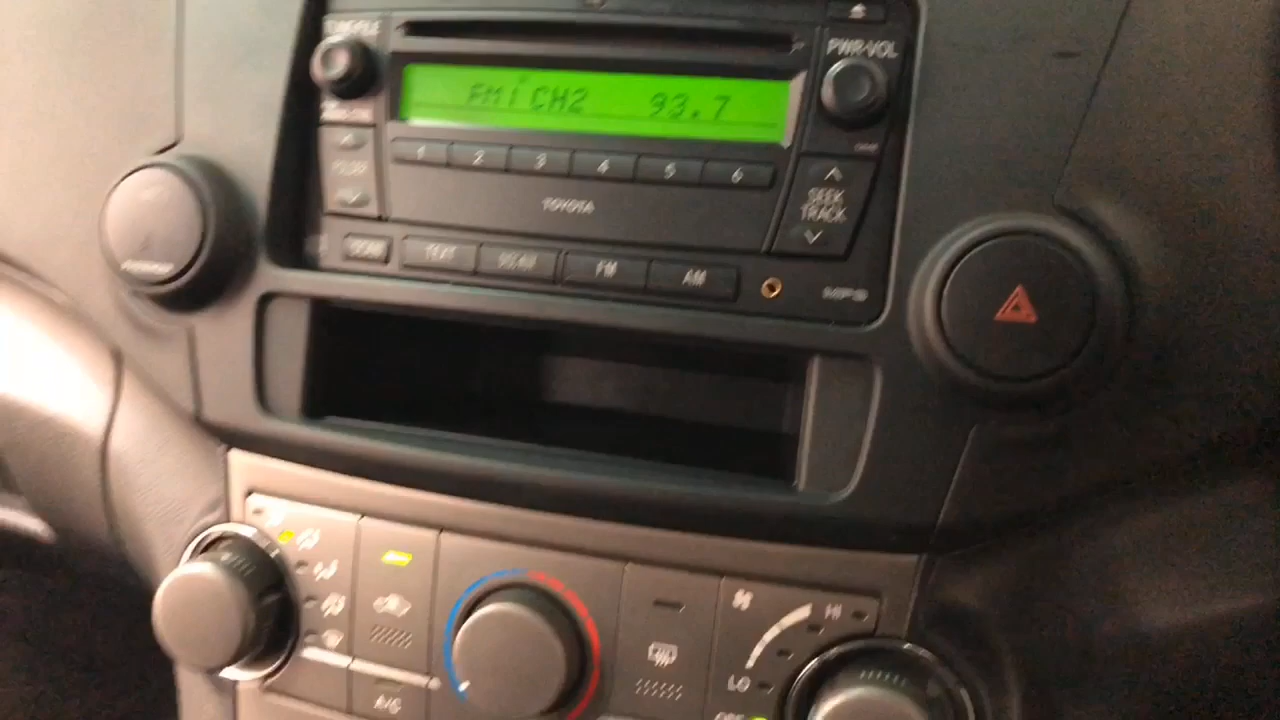 PWR·VOL
FM1 CH2 93.7
1 2 3 4 5 6
SEEK
TRACK
TOYOTA
TEXT FM AM
HI
LO
A/C
OFF